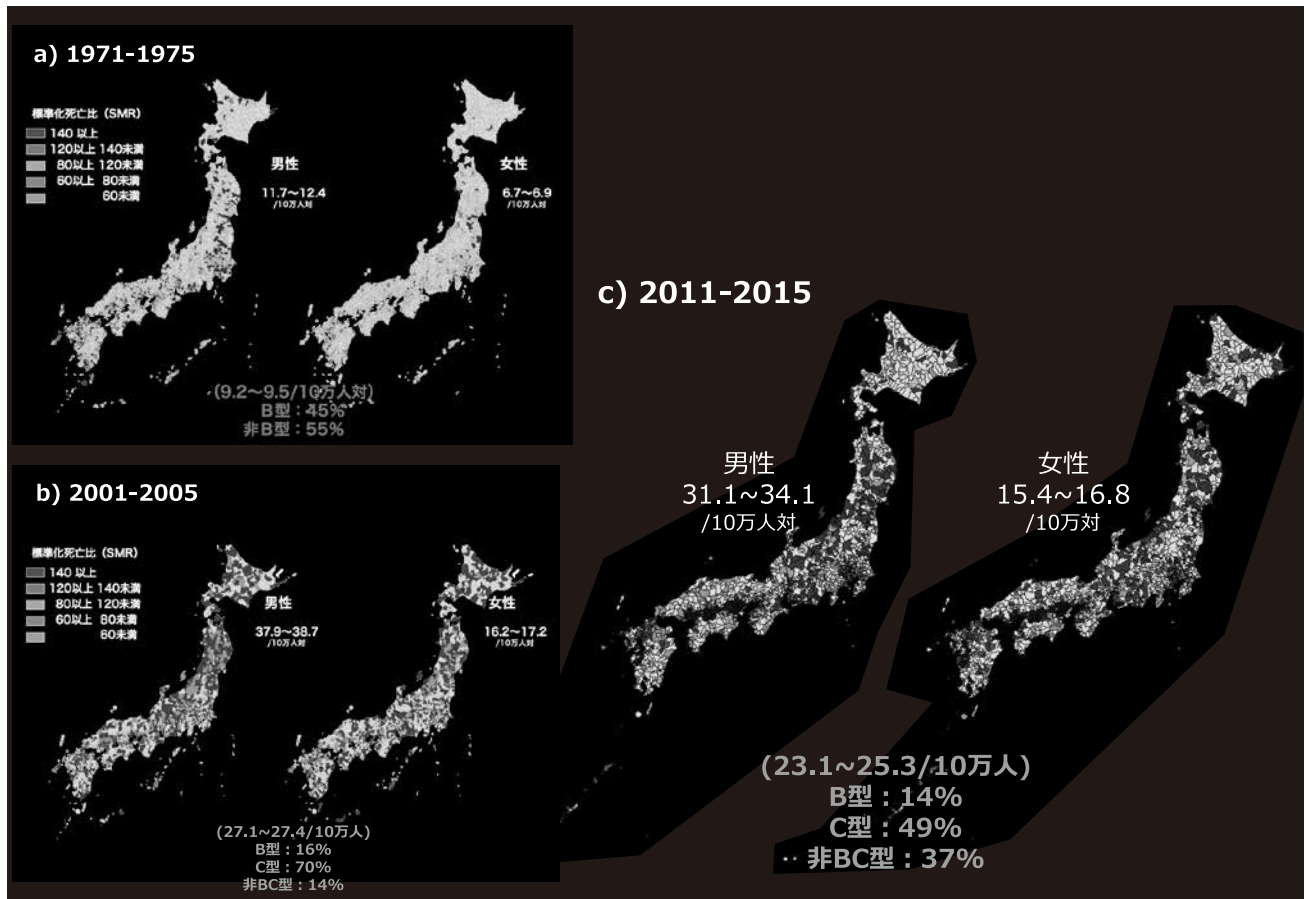 a) 1971-1975
標準化死亡比（SMR）
140 以上
120以上 140未満
80以上 120未満
60以上 80未満
60未満
男性
11.7～12.4
/10万人対
女性
6.7～6.9
/10万人対
(9.2～9.5/10万人対)
B型：45%
非B型：55%
b) 2001-2005
標準化死亡比（SMR）
140 以上
120以上 140未満
80以上 120未満
60以上 80未満
60未満
男性
37.9～38.7
/10万人対
女性
16.2～17.2
/10万人対
(27.1~27.4/10万人)
B型：16%
C型：70%
非BC型：14%
c) 2011-2015
男性
31.1~34.1
/10万人対
女性
15.4~16.8
/10万対
(23.1~25.3/10万人)
B型：14%
C型：49%
非BC型：37%